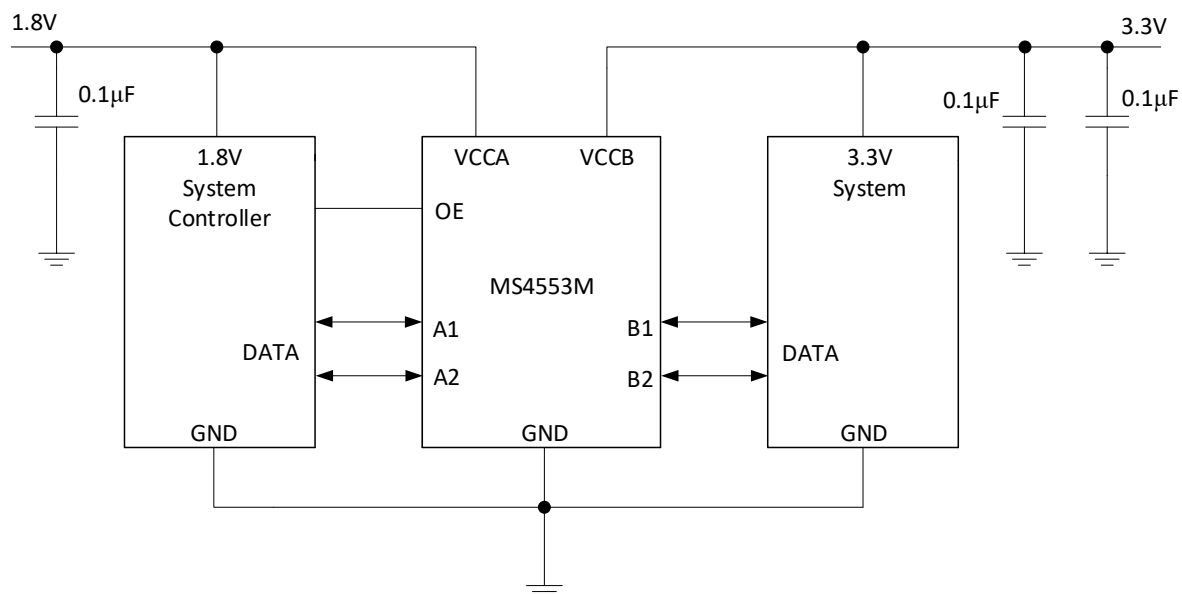 1.8V
3.3V
0.1μF
0.1μF
0.1μF
1.8V
System
Controller
VCCA
VCCB
3.3V
System
OE
MS4553M
A1
B1
DATA
DATA
A2
B2
GND
GND
GND